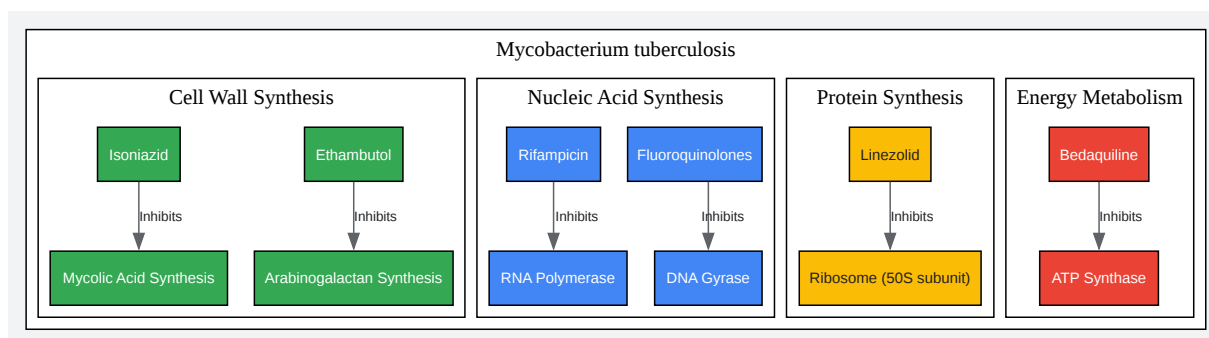 Mycobacterium tuberculosis
Cell Wall Synthesis
Nucleic Acid Synthesis
Protein Synthesis
Energy Metabolism
Isoniazid
Ethambutol
Rifampicin
Fluoroquinolones
Linezolid
Bedaquiline
Inhibits
Inhibits
Inhibits
Inhibits
Inhibits
Inhibits
Mycolic Acid Synthesis
Arabinogalactan Synthesis
RNA Polymerase
DNA Gyrase
Ribosome (50S subunit)
ATP Synthase